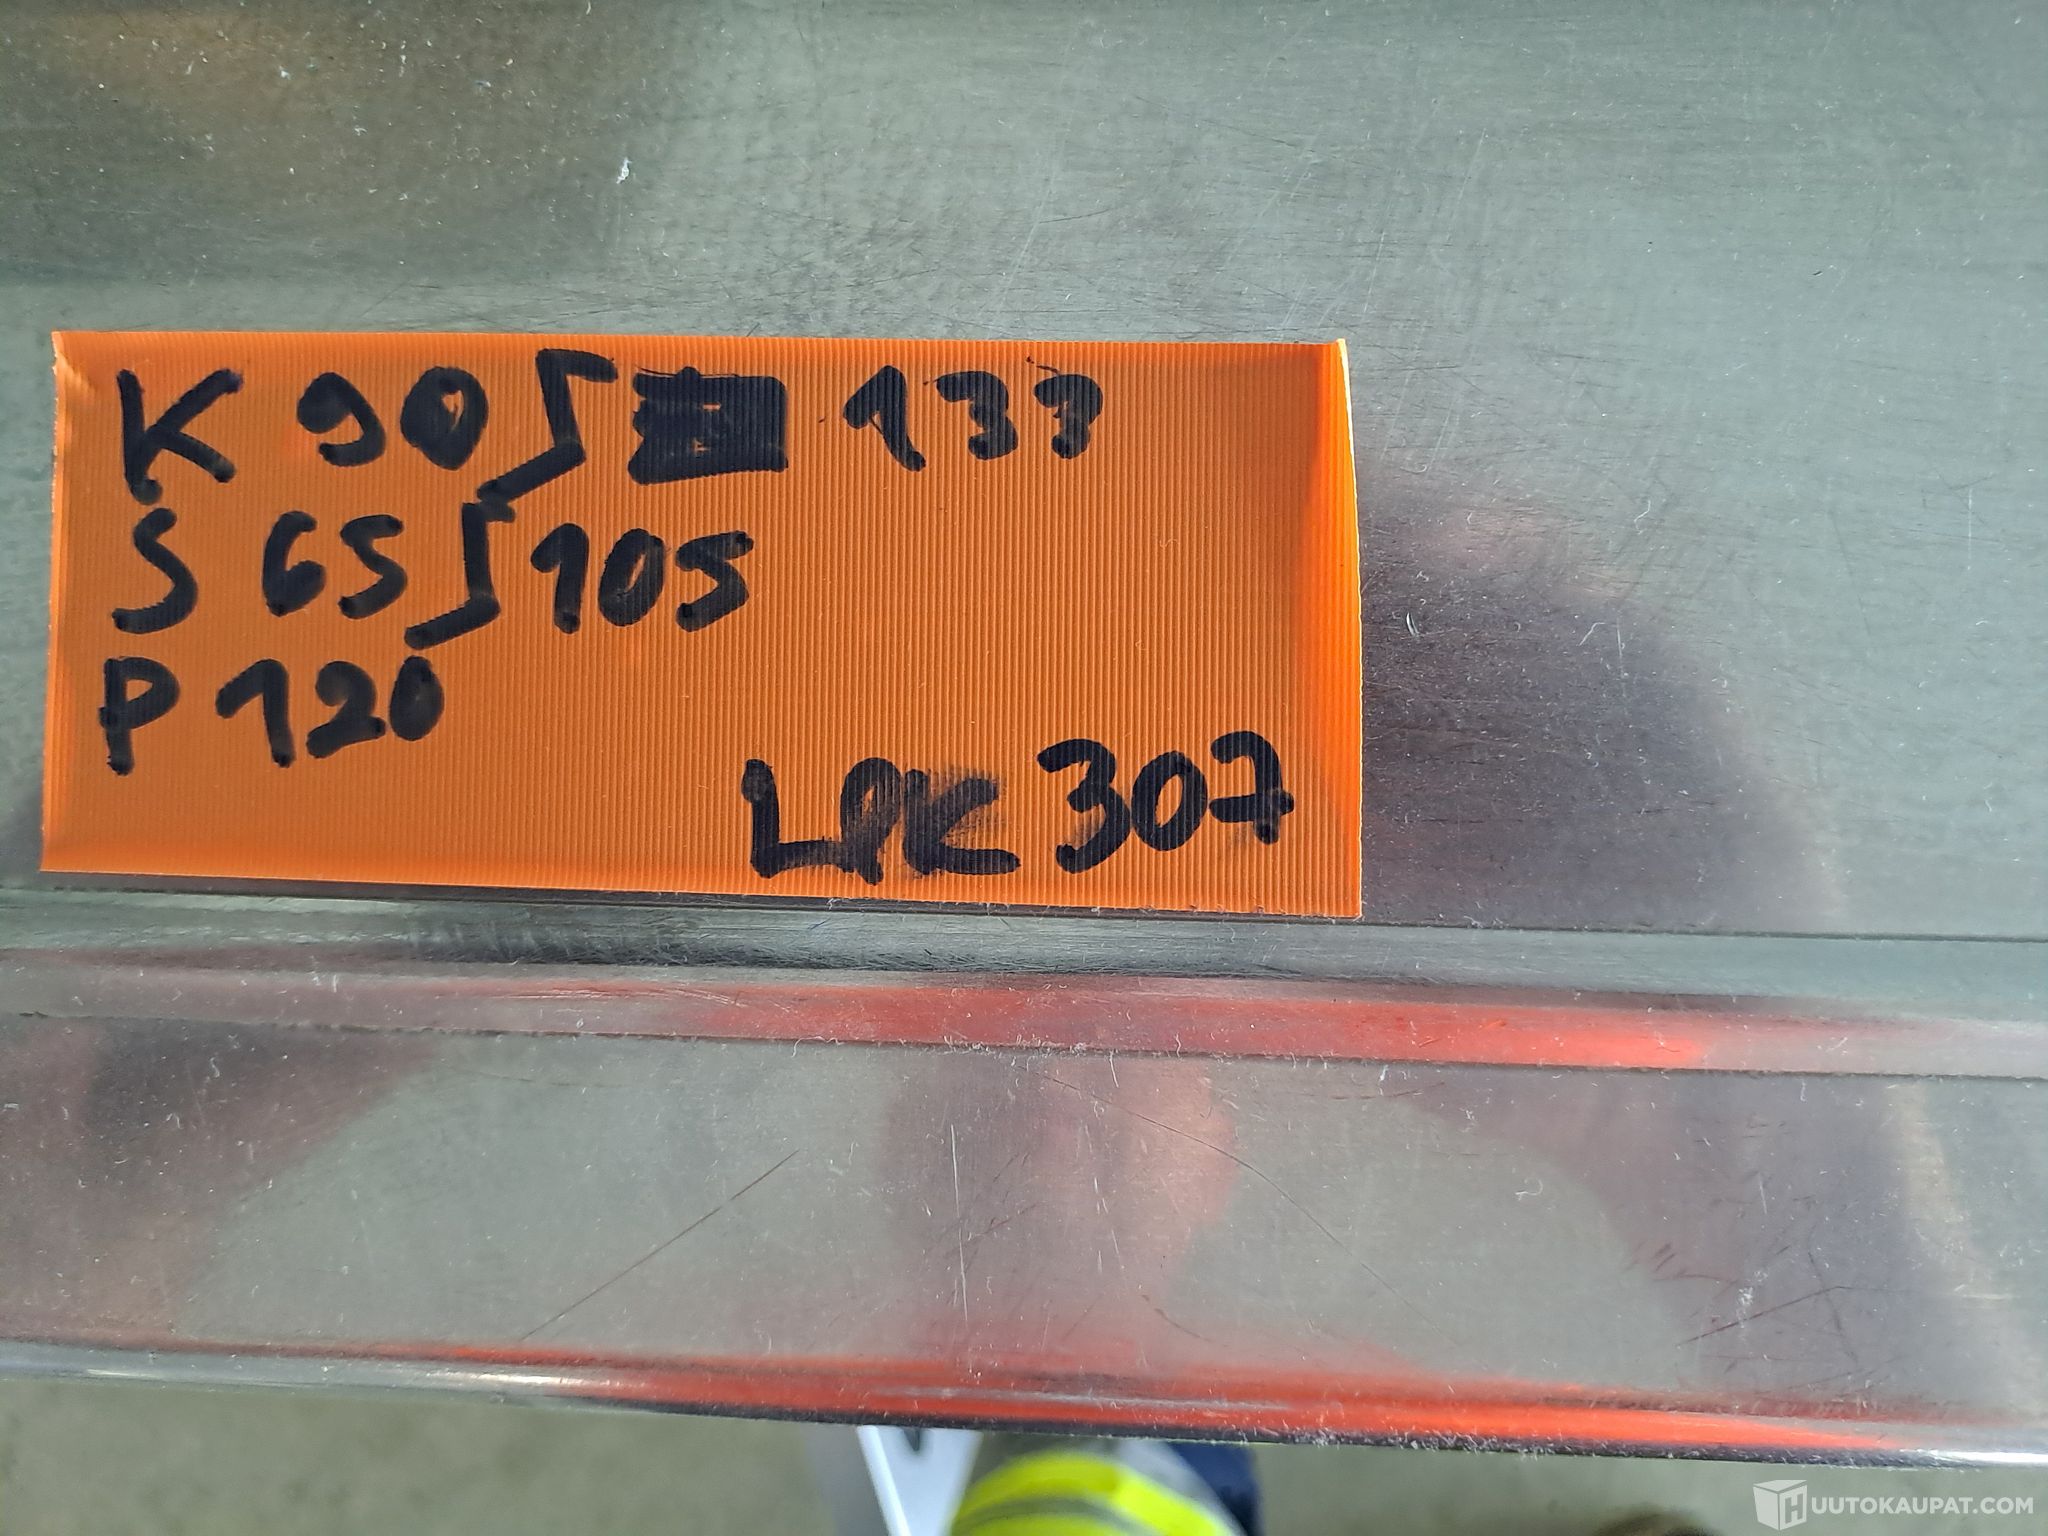 K 90/ 133
S 65/105
P 120
LPK 307
HUUTOKAUPAT.COM